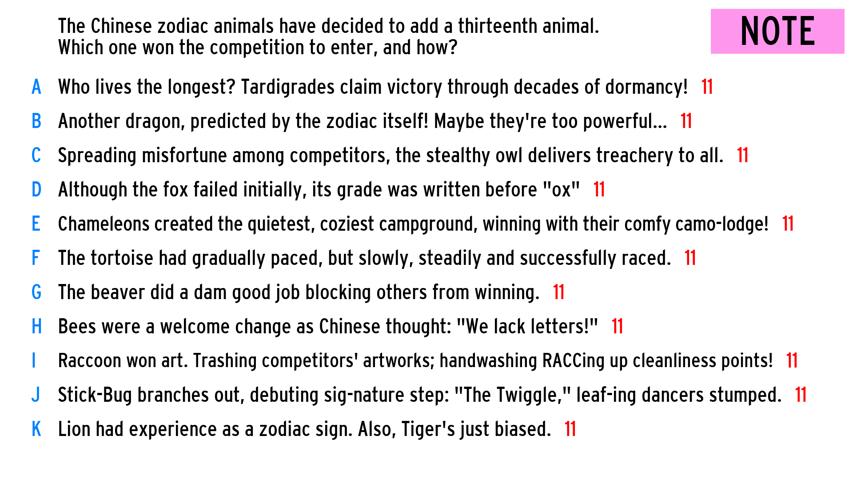 The Chinese zodiac animals have decided to add a thirteenth animal.
Which one won the competition to enter, and how?
NOTE
A Who lives the longest? Tardigrades claim victory through decades of dormancy! 11
B Another dragon, predicted by the zodiac itself! Maybe they're too powerful... 11
C Spreading misfortune among competitors, the stealthy owl delivers treachery to all. 11
D Although the fox failed initially, its grade was written before "ox" 11
E Chameleons created the quietest, coziest campground, winning with their comfy camo-lodge! 11
F The tortoise had gradually paced, but slowly, steadily and successfully raced. 11
G The beaver did a dam good job blocking others from winning. 11
H Bees were a welcome change as Chinese thought: "We lack letters!" 11
I Raccoon won art. Trashing competitors' artworks; handwashing RACCing up cleanliness points! 11
J Stick-Bug branches out, debuting sig-nature step: "The Twiggle," leaf-ing dancers stumped. 11
K Lion had experience as a zodiac sign. Also, Tiger's just biased. 11